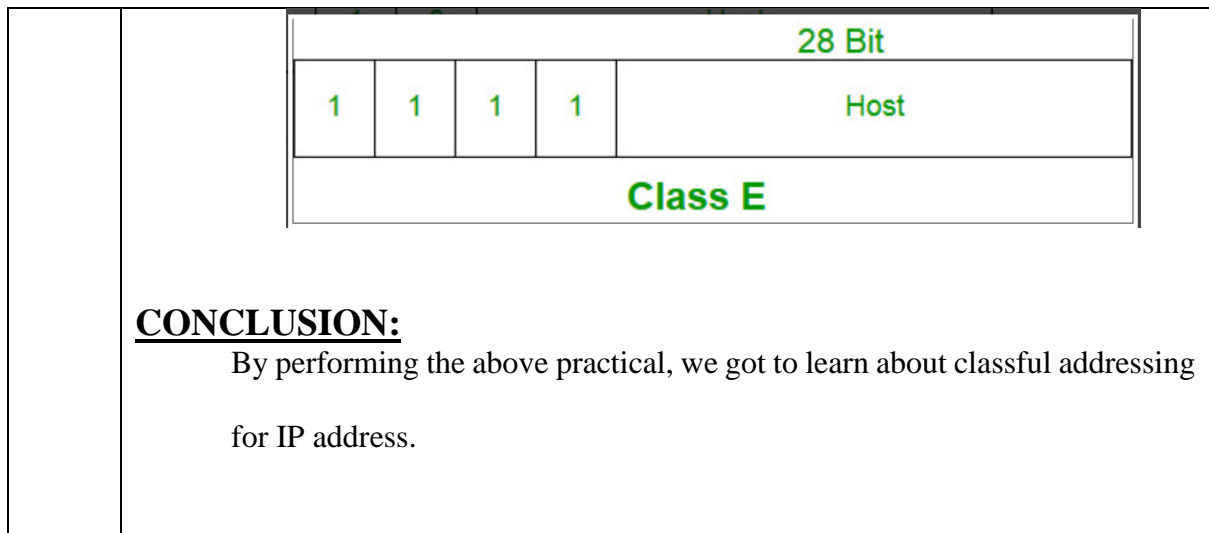 28 Bit
1 1 1 1 Host
Class E
CONCLUSION:
By performing the above practical, we got to learn about classful addressing
for IP address.